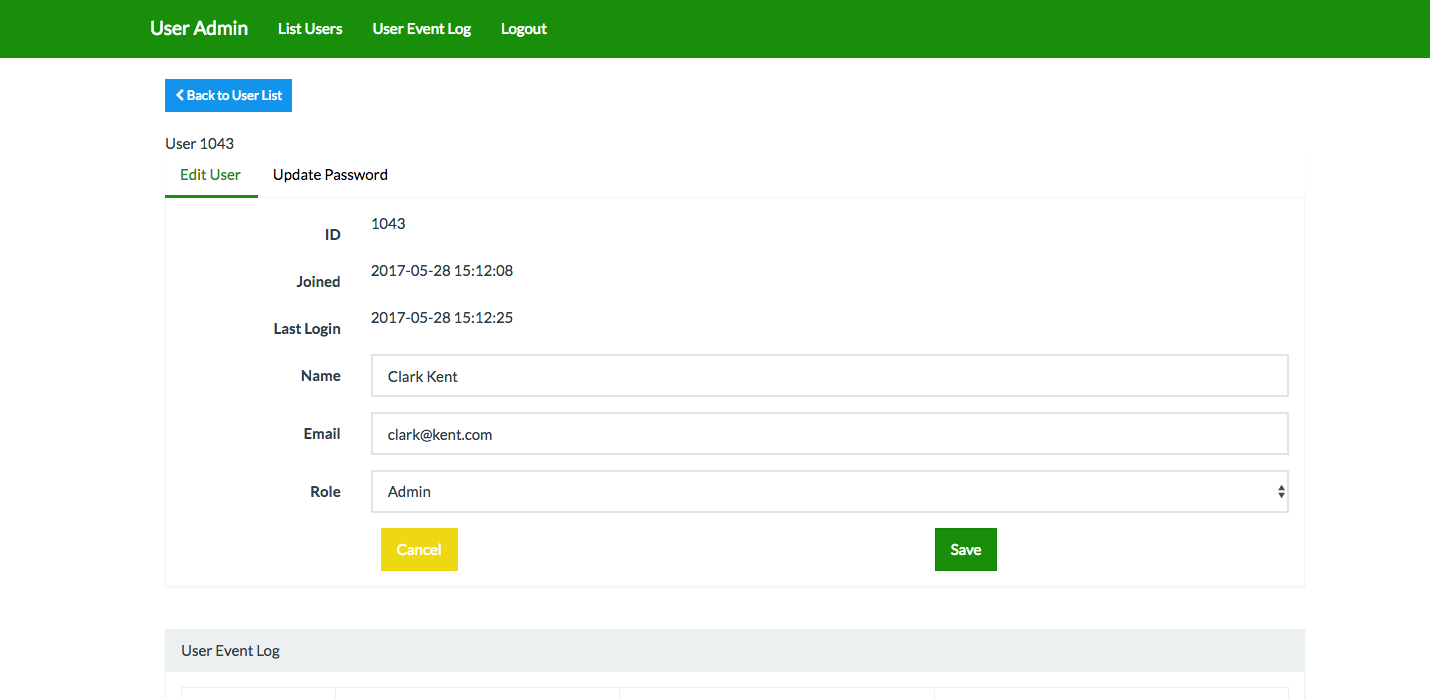 User Admin List Users User Event Log Logout
Back to User List
User 1043
Edit User Update Password
ID 1043
Joined 2017-05-28 15:12:08
Last Login 2017-05-28 15:12:25
Name Clark Kent
Email clark@kent.com
Role Admin
Cancel Save
User Event Log